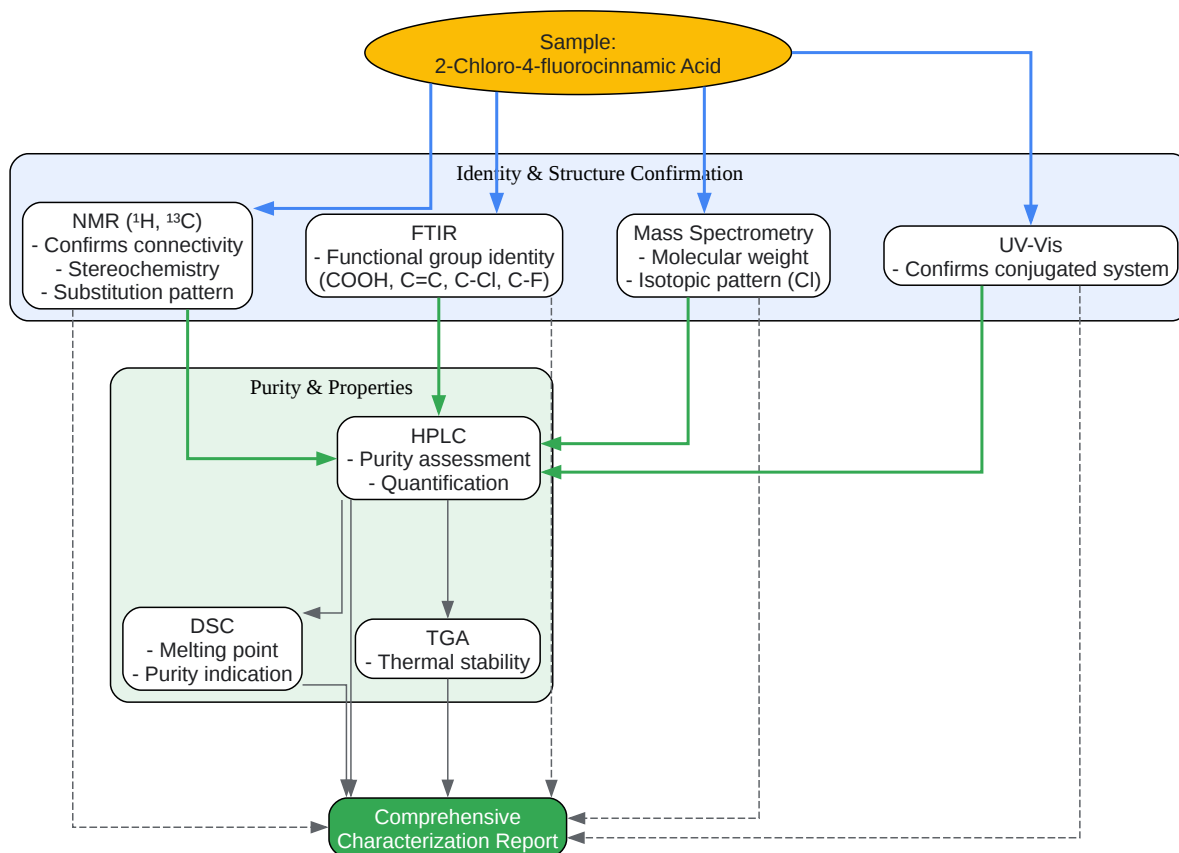 Sample:
2-Chloro-4-fluorocinnamic Acid
Identity & Structure Confirmation
NMR (¹H, ¹³C)
- Confirms connectivity
- Stereochemistry
- Substitution pattern
FTIR
- Functional group identity
(COOH, C=C, C-Cl, C-F)
Mass Spectrometry
- Molecular weight
- Isotopic pattern (Cl)
UV-Vis
- Confirms conjugated system
Purity & Properties
HPLC
- Purity assessment
- Quantification
DSC
- Melting point
- Purity indication
TGA
- Thermal stability
Comprehensive
Characterization Report